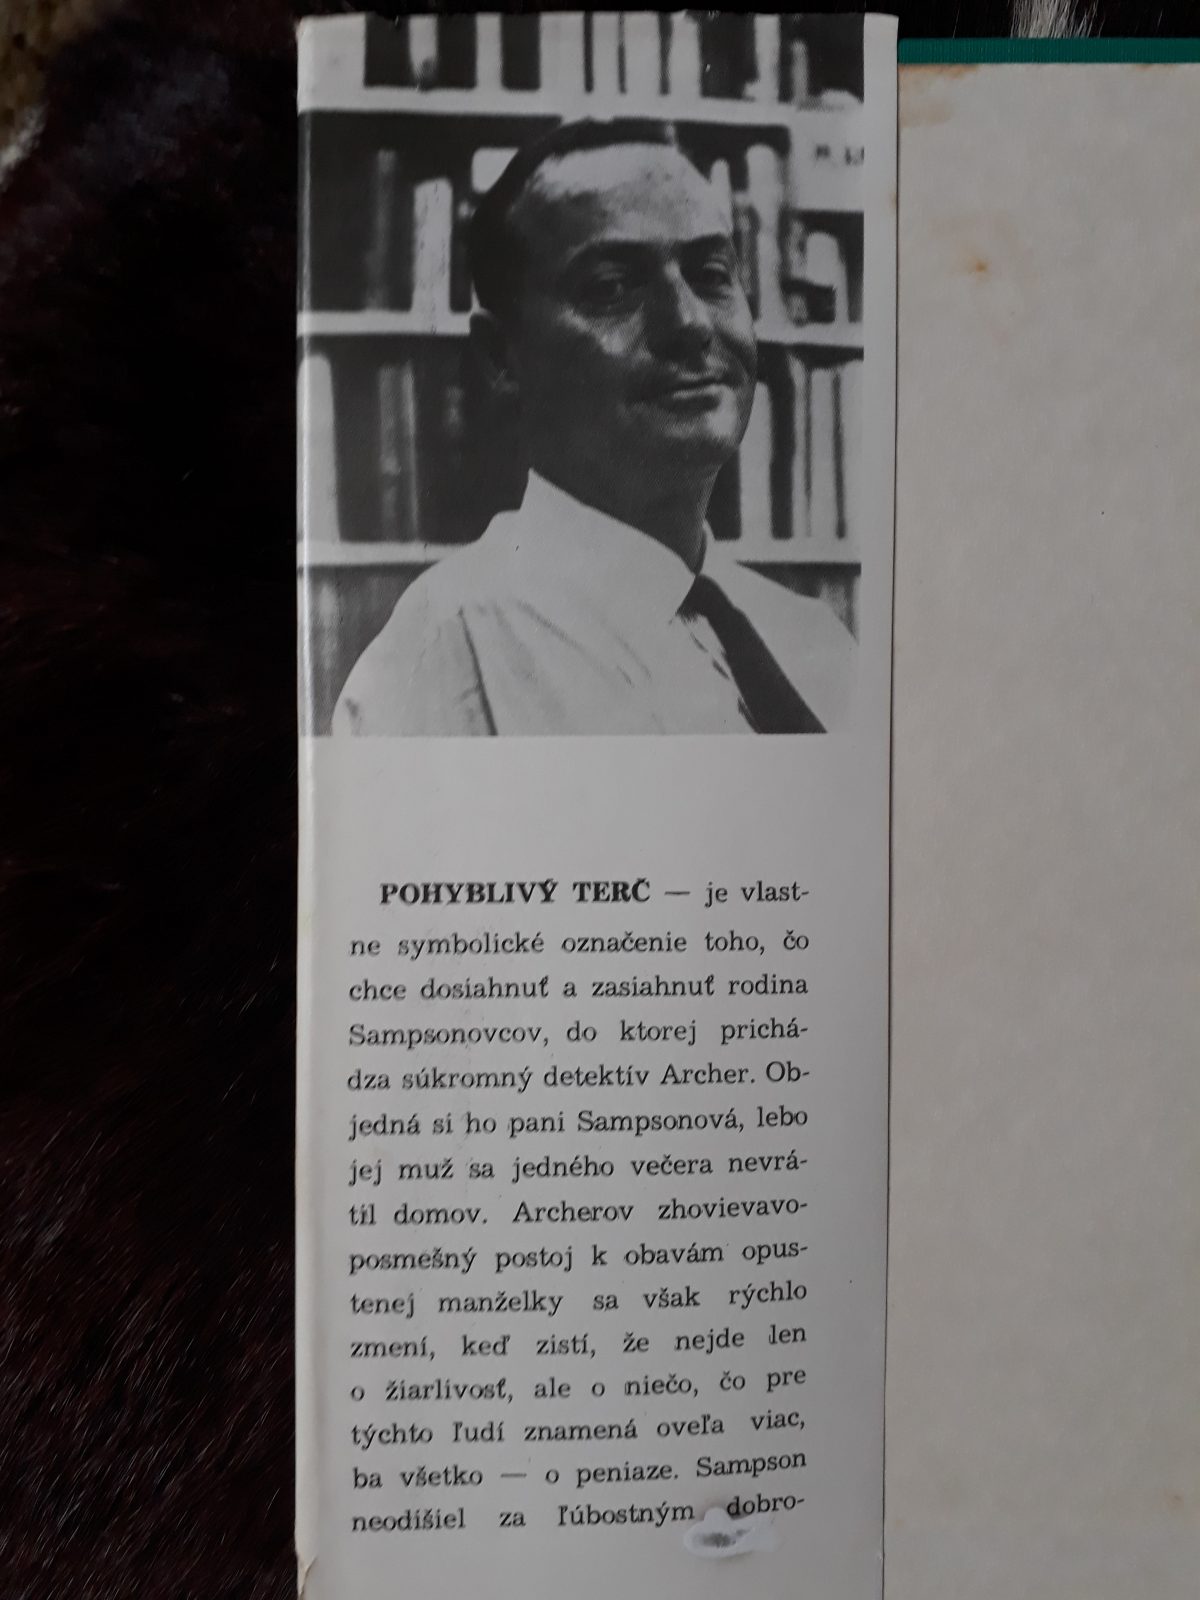 POHYBLIVÝ TERČ — je vlast-
ne symbolické označenie toho, čo
chce dosiahnuť a zasiahnuť rodina
Sampsonovcov, do ktorej prichá-
dza súkromný detektív Archer. Ob-
jedná si ho pani Sampsonová, lebo
jej muž sa jedného večera nevrá-
til domov. Archerov zhovievavo-
posmešný postoj k obavám opus-
tenej manželky sa však rýchlo
zmení, keď zistí, že nejde len
o žiarlivosť, ale o niečo, čo pre
týchto ľudí znamená oveľa viac,
ba všetko — o peniaze. Sampson
neodišiel za ľúbostným dobro-